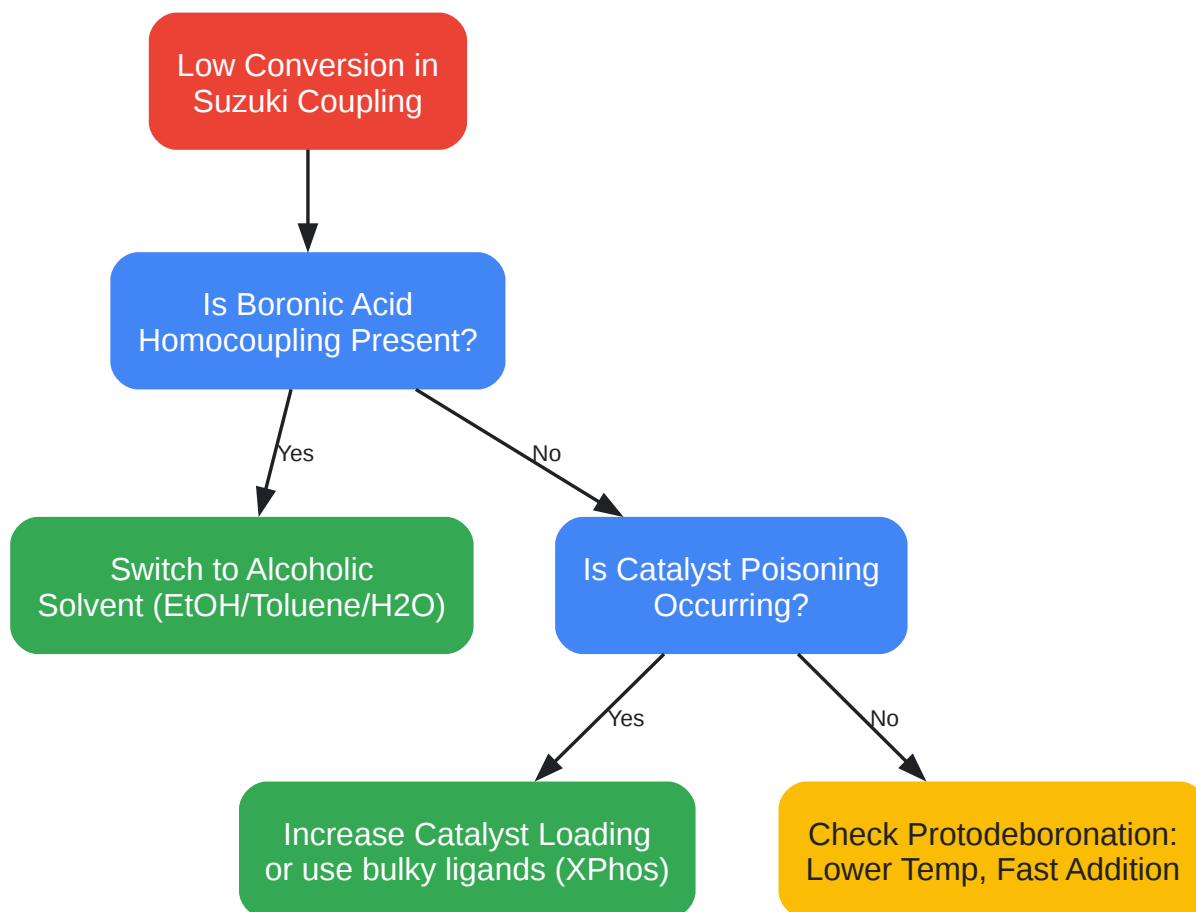 Low Conversion in
Suzuki Coupling
Is Boronic Acid
Homocoupling Present?
Yes
No
Switch to Alcoholic
Solvent (EtOH/Toluene/H2O)
Is Catalyst Poisoning
Occurring?
Yes
No
Increase Catalyst Loading
or use bulky ligands (XPhos)
Check Protodeboronation:
Lower Temp, Fast Addition